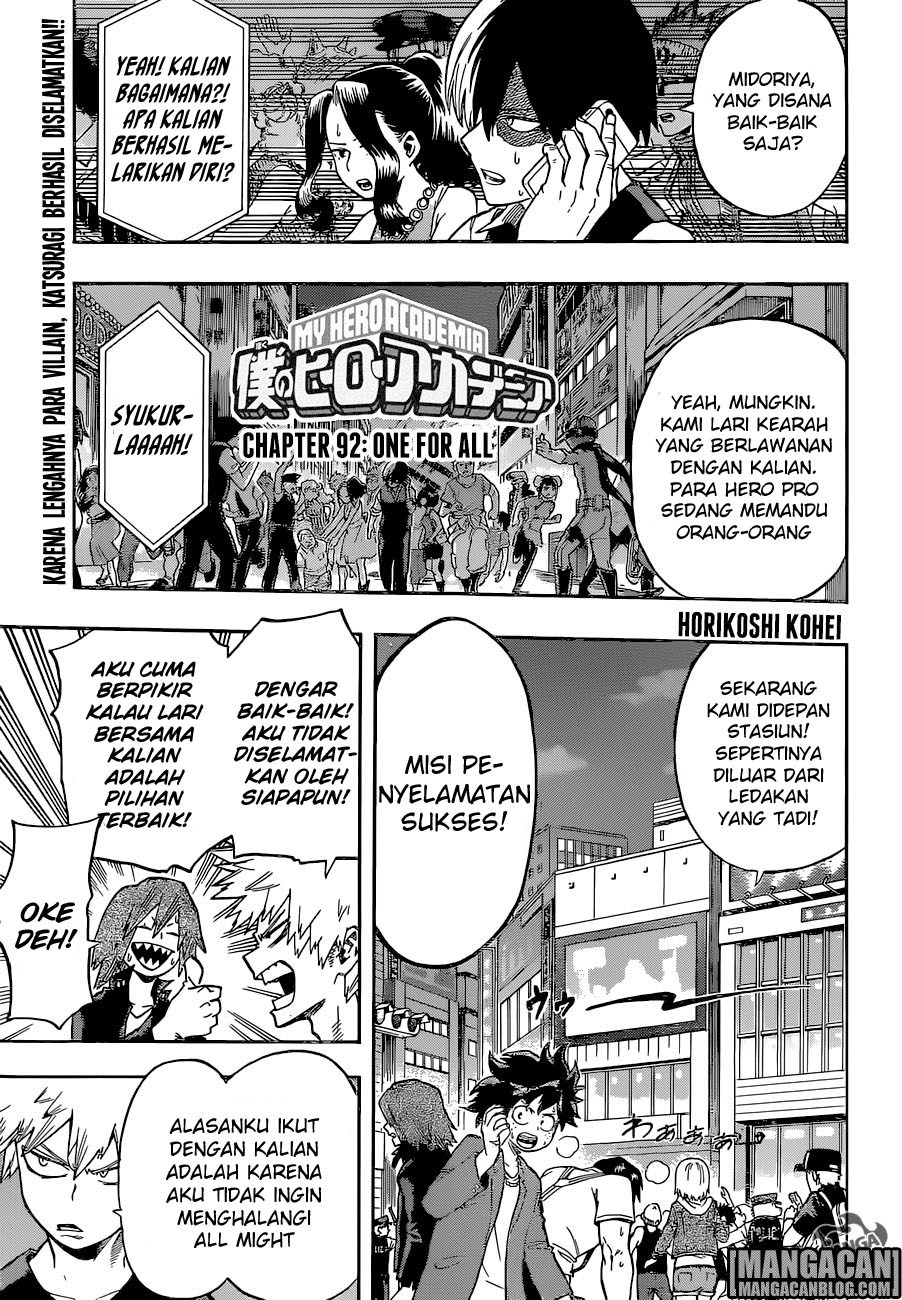 KARENA LENGAHNYA PARA VILLAIN, KATSURAGI BERHASIL DISELAMATKAN!!
MIDORIYA,
YANG DISANA
BAIK-BAIK
SAJA?
YEAH! KALIAN
BAGAIMANA?!
APA KALIAN
BERHASIL ME-
LARIKAN DIRI?
MY HERO ACADEMIA
僕のヒーローアカデミア
CHAPTER 92: ONE FOR ALL
YEAH, MUNGKIN.
KAMI LARI KEARAH
YANG BERLAWANAN
DENGAN KALIAN.
PARA HERO PRO
SEDANG MEMANDU
ORANG-ORANG
SYUKUR-
LAAAAH!
HORIKOSHI KOHEI
SEKARANG
KAMI DIDEPAN
STASIUN!
SEPERTINYA
DILUAR DARI
LEDAKAN
YANG TADI!
MISI PE-
NYELAMATAN
SUKSES!
ウゥ
わぁぁぁ
DENGAR
BAIK-BAIK!
AKU TIDAK
DISELAMAT-
KAN OLEH
SIAPAPUN!
AKU CUMA
BERPIKIR
KALAU LARI
BERSAMA
KALIAN
ADALAH
PILIHAN
TERBAIK!
OKE
DEH!
ALASANKU IKUT
DENGAN KALIAN
ADALAH KARENA
AKU TIDAK INGIN
MENGHALANGI
ALL MIGHT
MANGACAN
MANGACANBLOG.COM